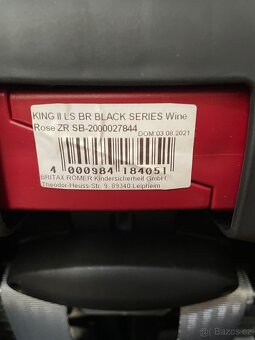 KING II LS BR BLACK SERIES Wine
Rose ZR SB-2000027844
DOM 03.08.2021
4 000984 184051
BRITAX RÖMER Kindersicherheit GmbH
Theodor-Heuss-Str. 9, 89340 Leipheim
Bazoš.cz